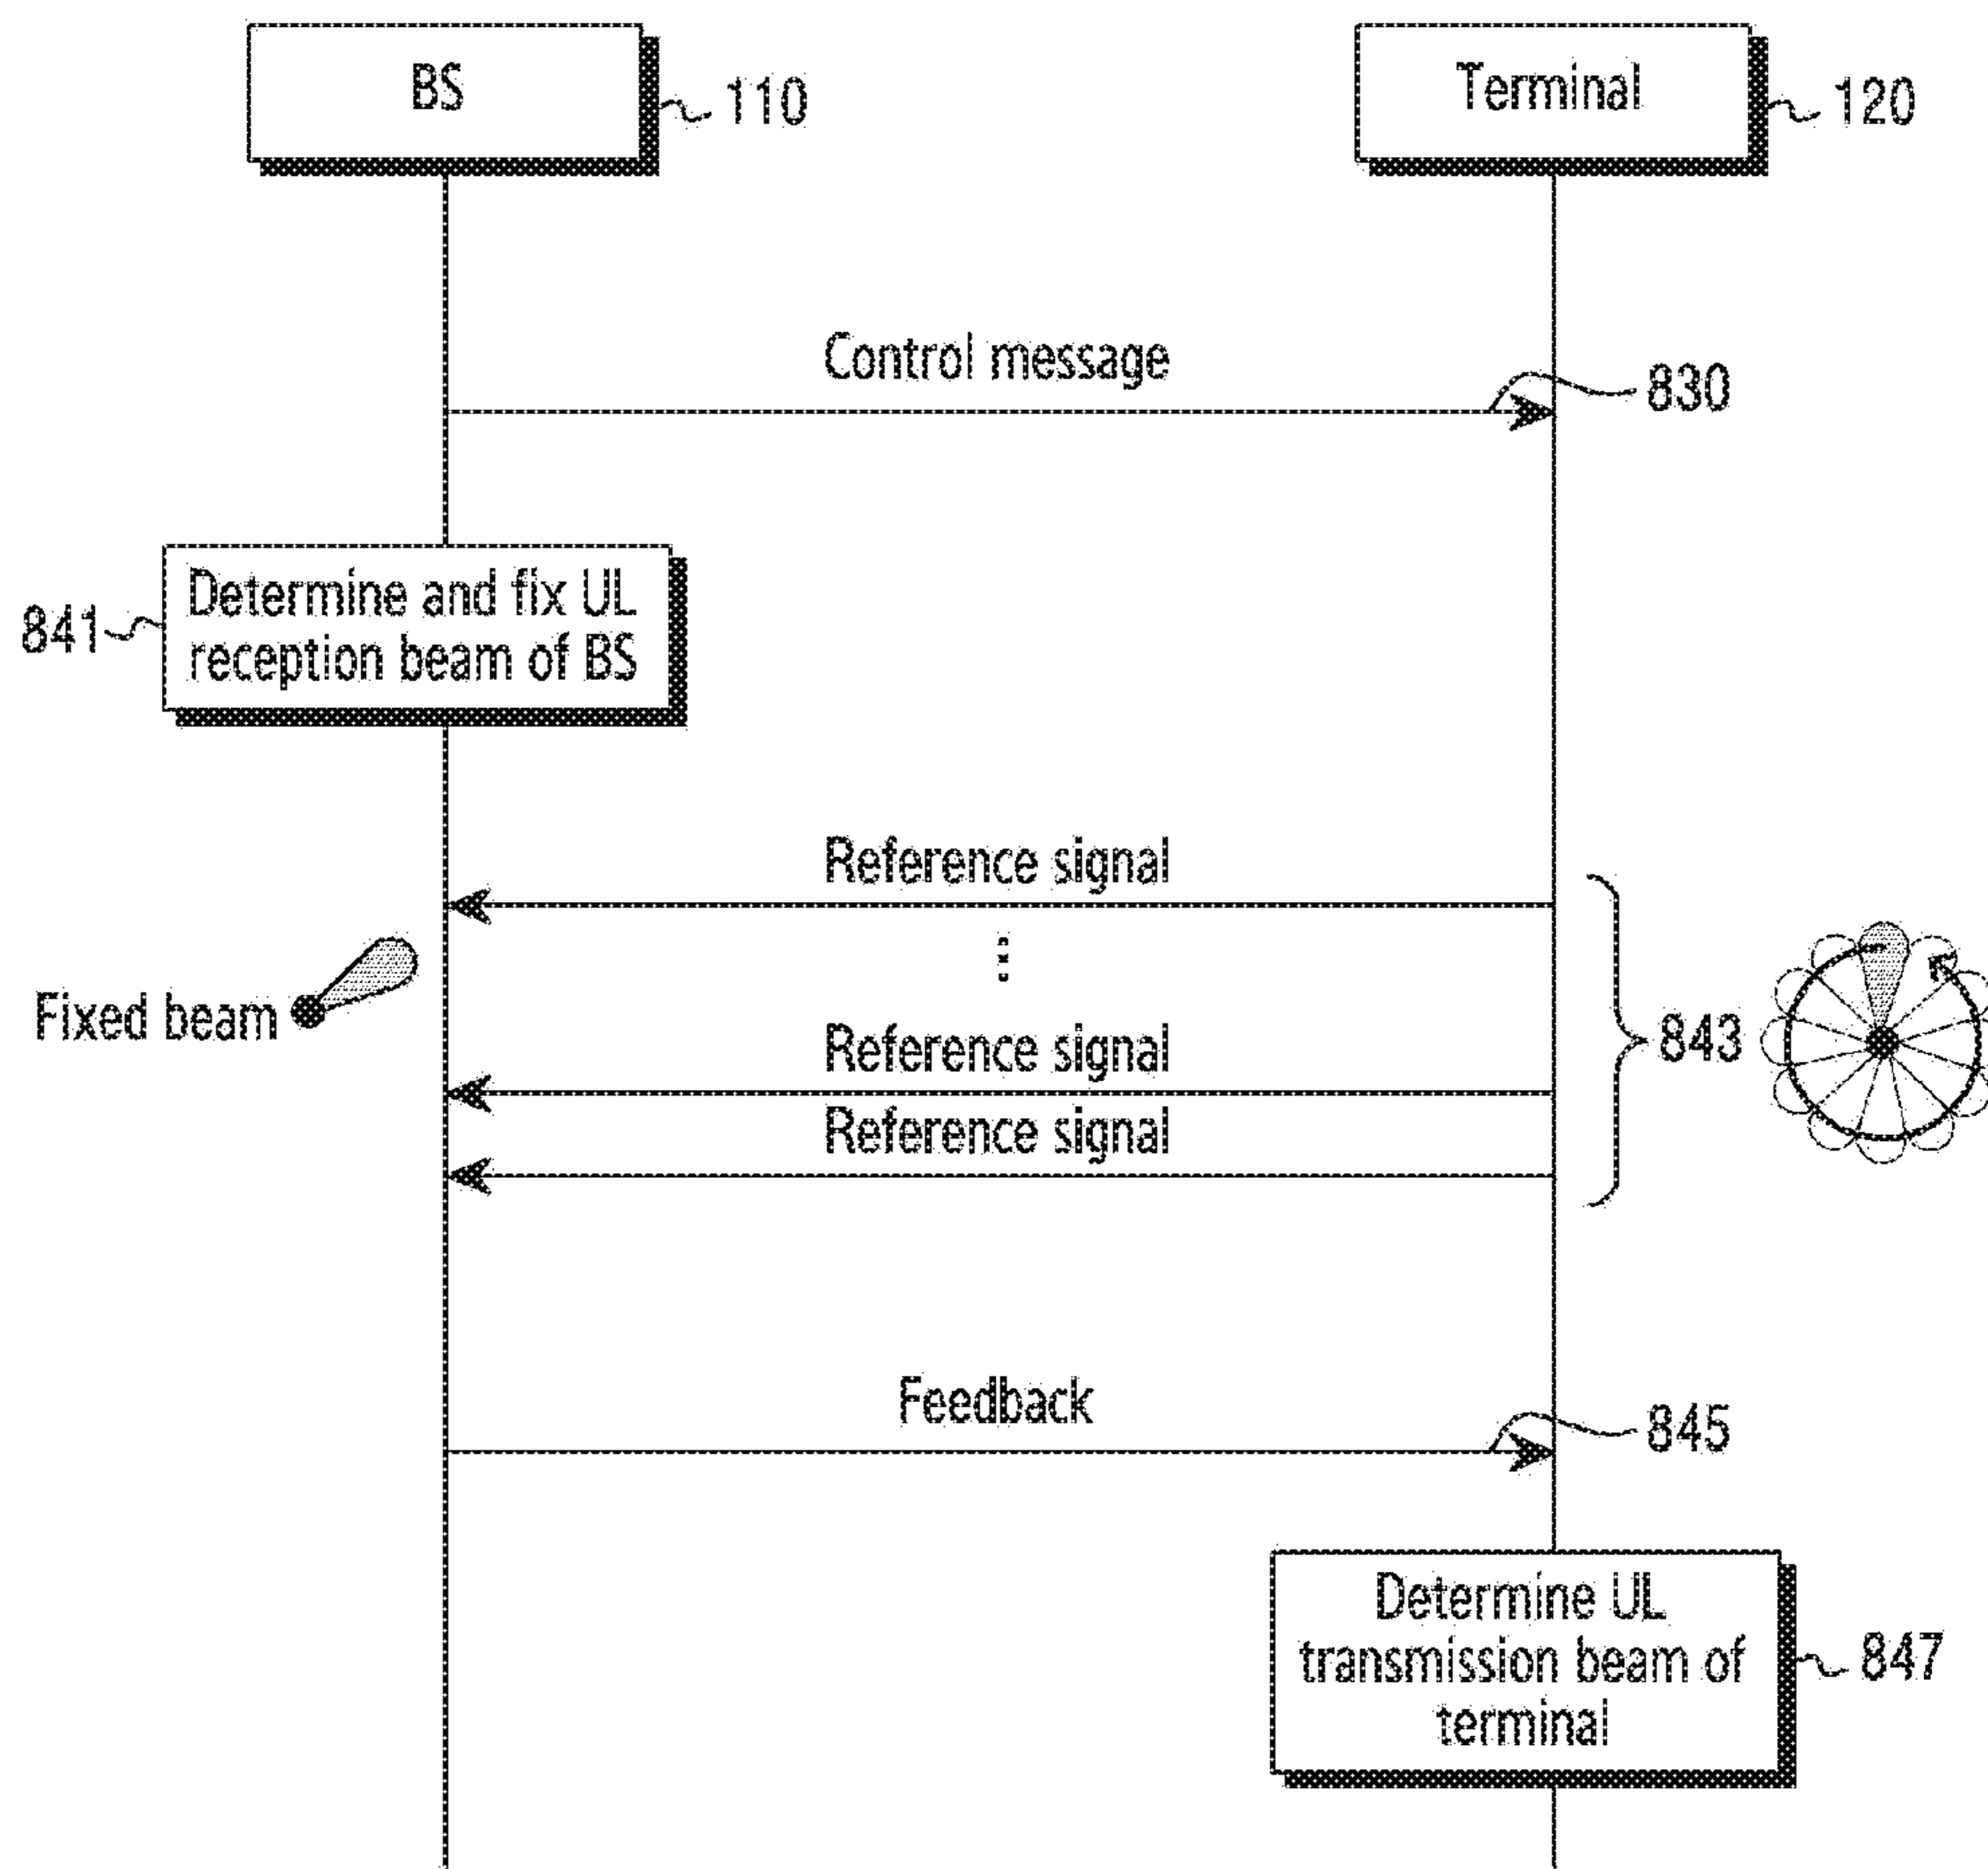 BS
110
Terminal
120
Control message
830
841
Determine and fix UL
reception beam of BS
Reference signal
Fixed beam
Reference signal
843
Reference signal
Feedback
845
Determine UL
transmission beam of
terminal
847